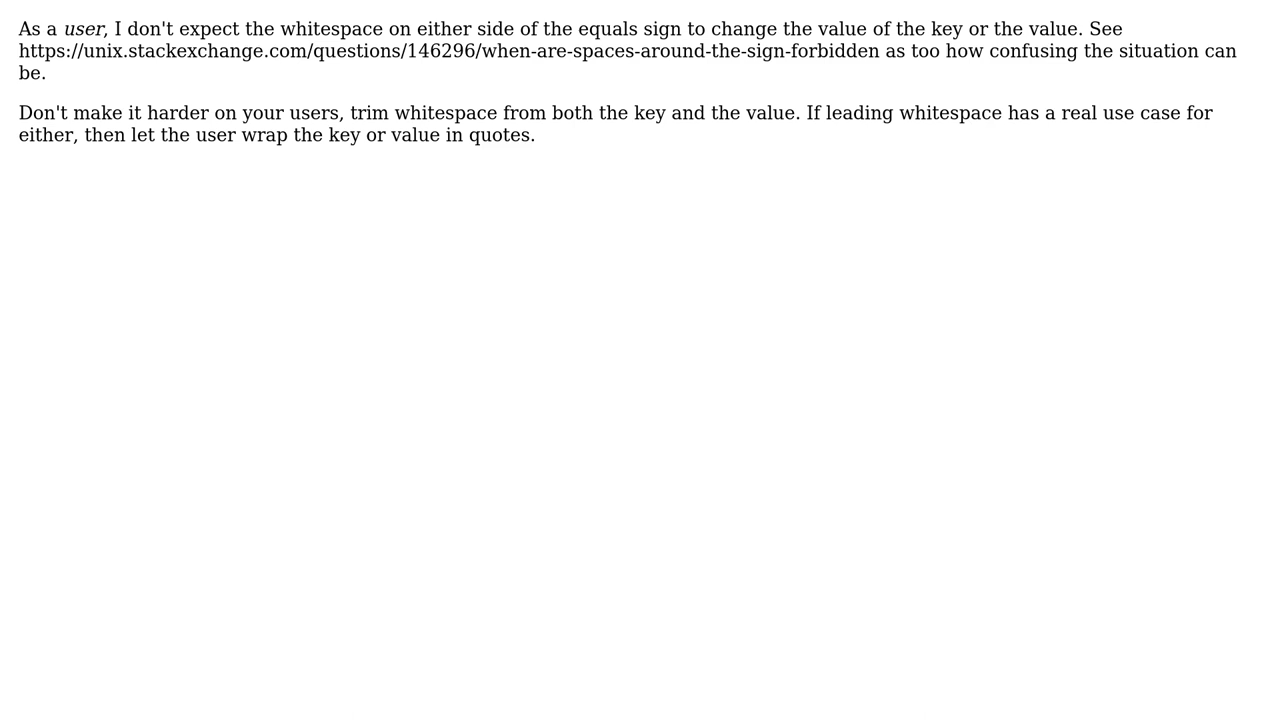 As a user, I don't expect the whitespace on either side of the equals sign to change the value of the key or the value. See
https://unix.stackexchange.com/questions/146296/when-are-spaces-around-the-sign-forbidden as too how confusing the situation can
be.
Don't make it harder on your users, trim whitespace from both the key and the value. If leading whitespace has a real use case for
either, then let the user wrap the key or value in quotes.